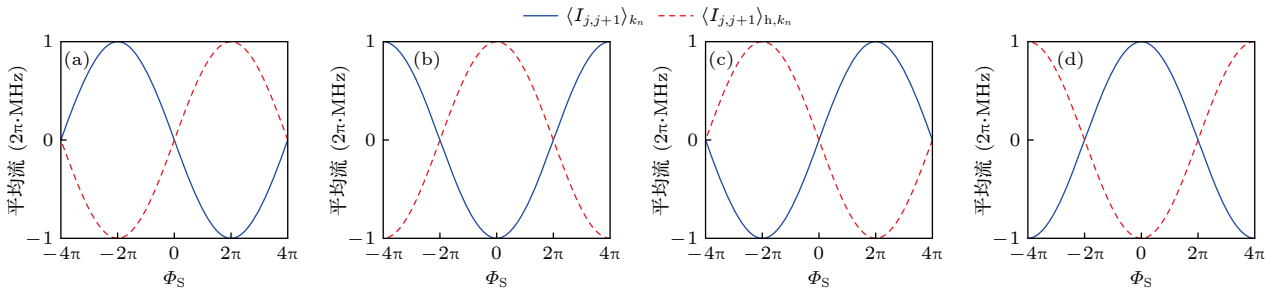 ⟨I_{j,j+1}⟩_{k_n} ⟨I_{j,j+1}⟩_{h,k_n}
(a) (b) (c) (d)
1 1 1 1
0 0 0 0
−1 −1 −1 −1
平均流 (2π·MHz) 平均流 (2π·MHz) 平均流 (2π·MHz) 平均流 (2π·MHz)
−4π −2π 0 2π 4π −4π −2π 0 2π 4π −4π −2π 0 2π 4π −4π −2π 0 2π 4π
Φ_S Φ_S Φ_S Φ_S